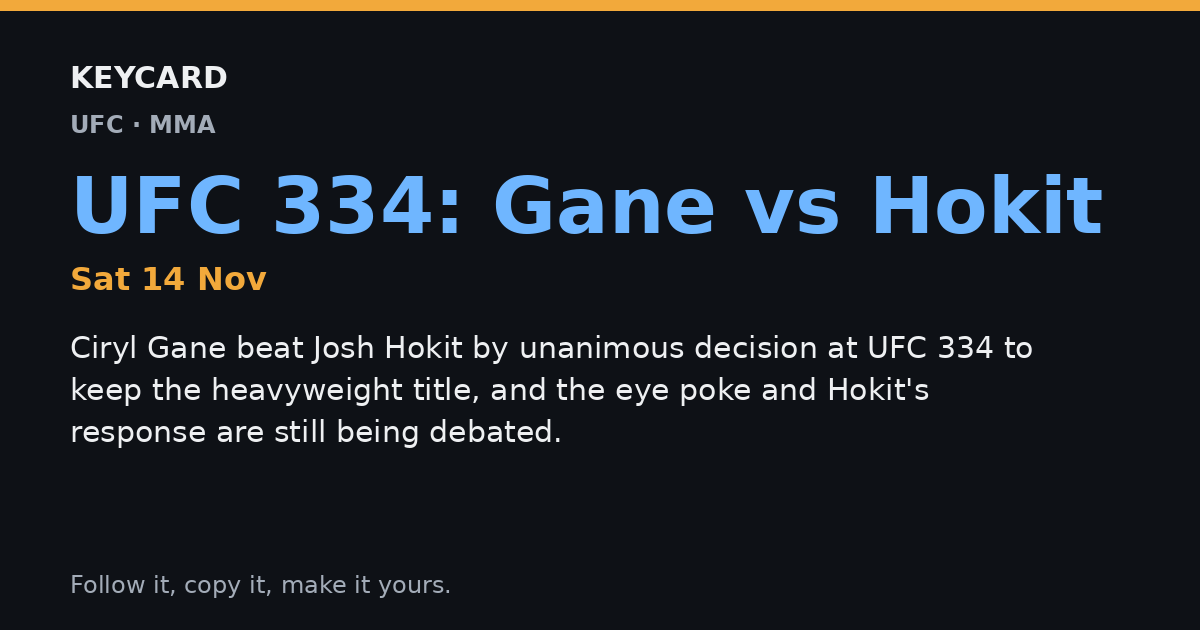 KEYCARD
UFC · MMA
UFC 334: Gane vs Hokit
Sat 14 Nov
Ciryl Gane beat Josh Hokit by unanimous decision at UFC 334 to
keep the heavyweight title, and the eye poke and Hokit's
response are still being debated.
Follow it, copy it, make it yours.